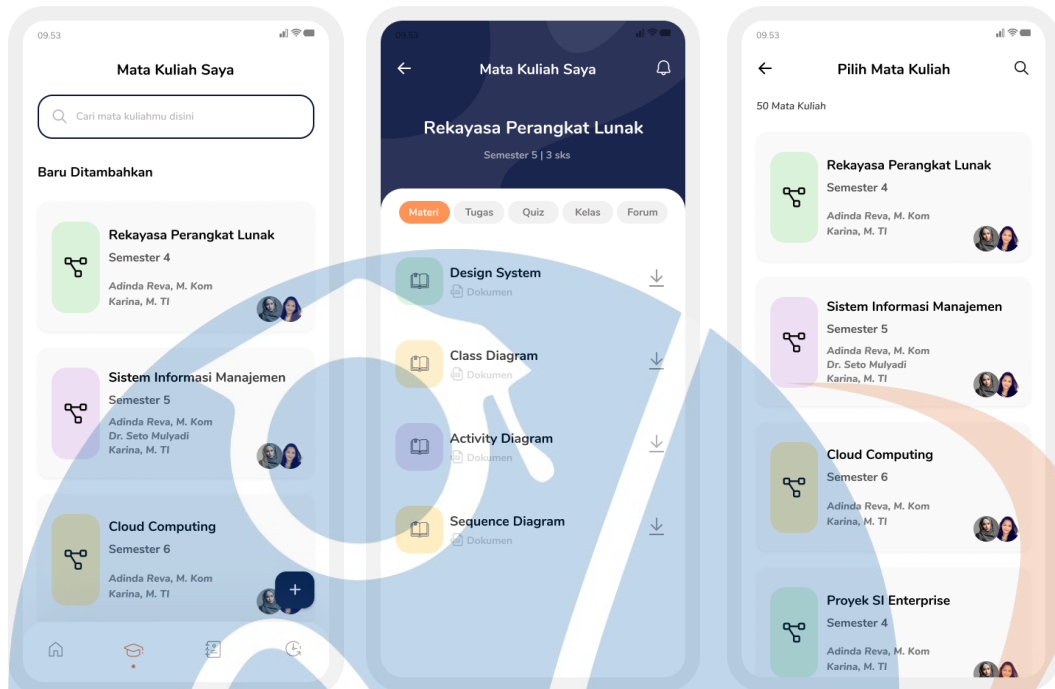 09.53
Mata Kuliah Saya
Cari mata kuliahmu disini
Baru Ditambahkan
Rekayasa Perangkat Lunak
Semester 4
Adinda Reva, M. Kom
Karina, M. TI
Sistem Informasi Manajemen
Semester 5
Adinda Reva, M. Kom
Dr. Seto Mulyadi
Karina, M. TI
Cloud Computing
Semester 6
Adinda Reva, M. Kom
Karina, M. TI
+
09.53
Mata Kuliah Saya
Rekayasa Perangkat Lunak
Semester 5 | 3 sks
Materi Tugas Quiz Kelas Forum
Design System
Dokumen
Class Diagram
Dokumen
Activity Diagram
Dokumen
Sequence Diagram
Dokumen
09.53
Pilih Mata Kuliah
50 Mata Kuliah
Rekayasa Perangkat Lunak
Semester 4
Adinda Reva, M. Kom
Karina, M. TI
Sistem Informasi Manajemen
Semester 5
Adinda Reva, M. Kom
Dr. Seto Mulyadi
Karina, M. TI
Cloud Computing
Semester 6
Adinda Reva, M. Kom
Karina, M. TI
Proyek SI Enterprise
Semester 4
Adinda Reva, M. Kom
Karina, M. TI